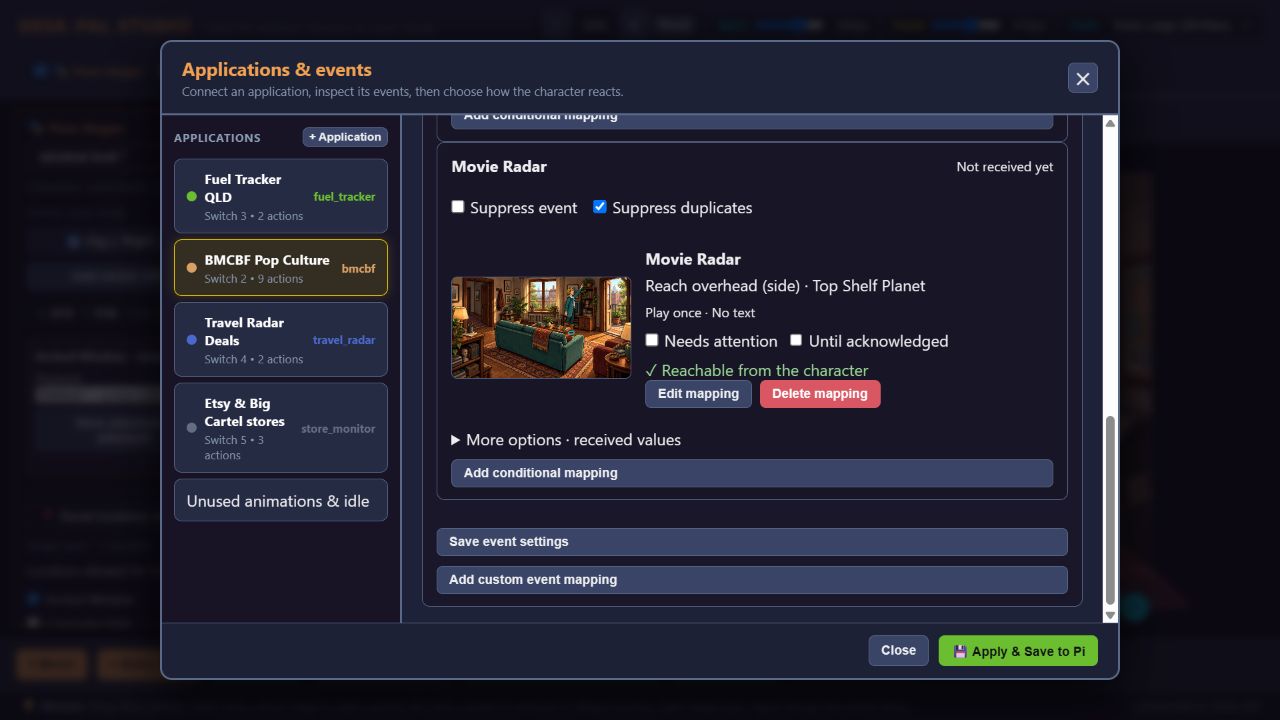 Applications & events
Connect an application, inspect its events, then choose how the character reacts.
APPLICATIONS
+ Application
Fuel Tracker
QLD
fuel_tracker
Switch 3 • 2 actions
BMCBF Pop Culture
bmcbf
Switch 2 • 9 actions
Travel Radar
Deals
travel_radar
Switch 4 • 2 actions
Etsy & Big
Cartel stores
store_monitor
Switch 5 • 3
actions
Unused animations & idle
Add conditional mapping
Movie Radar
Not received yet
Suppress event
Suppress duplicates
Movie Radar
Reach overhead (side) · Top Shelf Planet
Play once · No text
Needs attention
Until acknowledged
✓ Reachable from the character
Edit mapping
Delete mapping
More options · received values
Add conditional mapping
Save event settings
Add custom event mapping
Close
Apply & Save to Pi